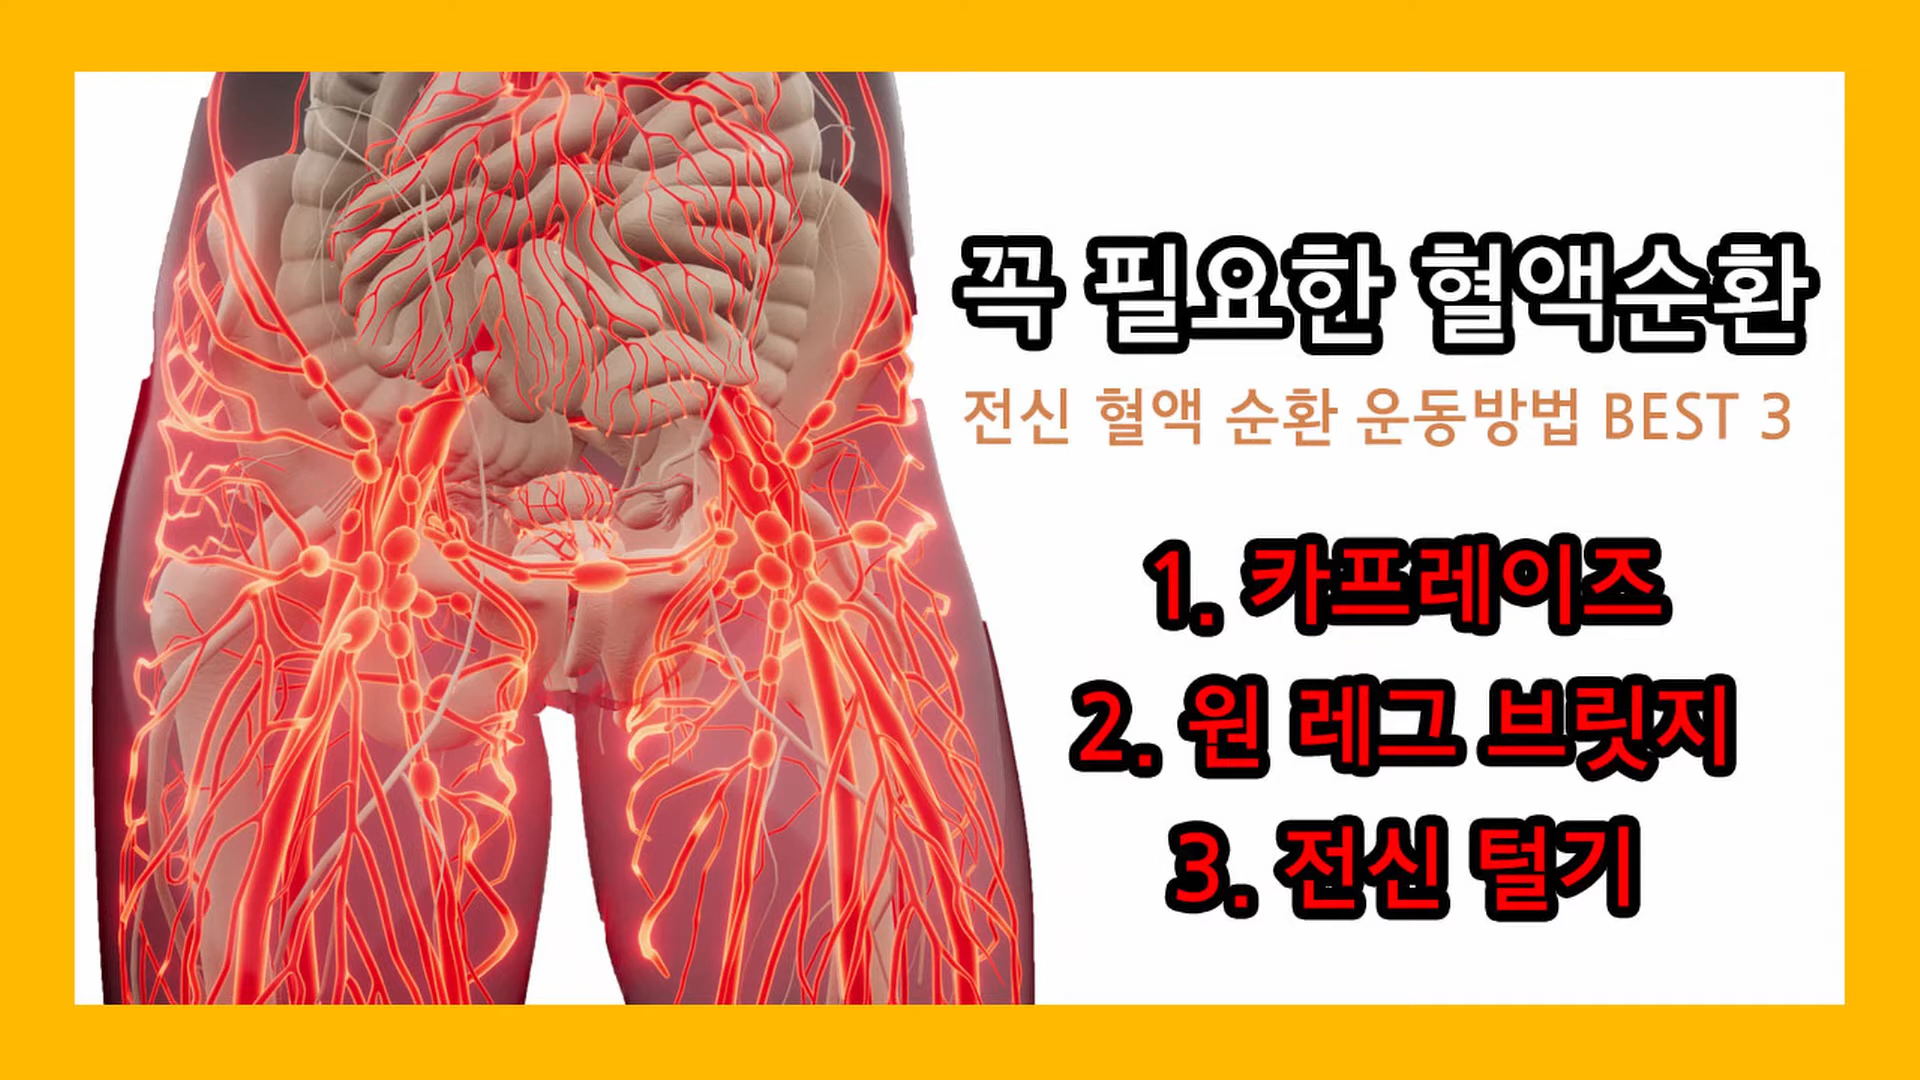 꼭 필요한 혈액순환
전신 혈액 순환 운동방법 BEST 3
1. 카프레이즈
2. 원 레그 브릿지
3. 전신 털기